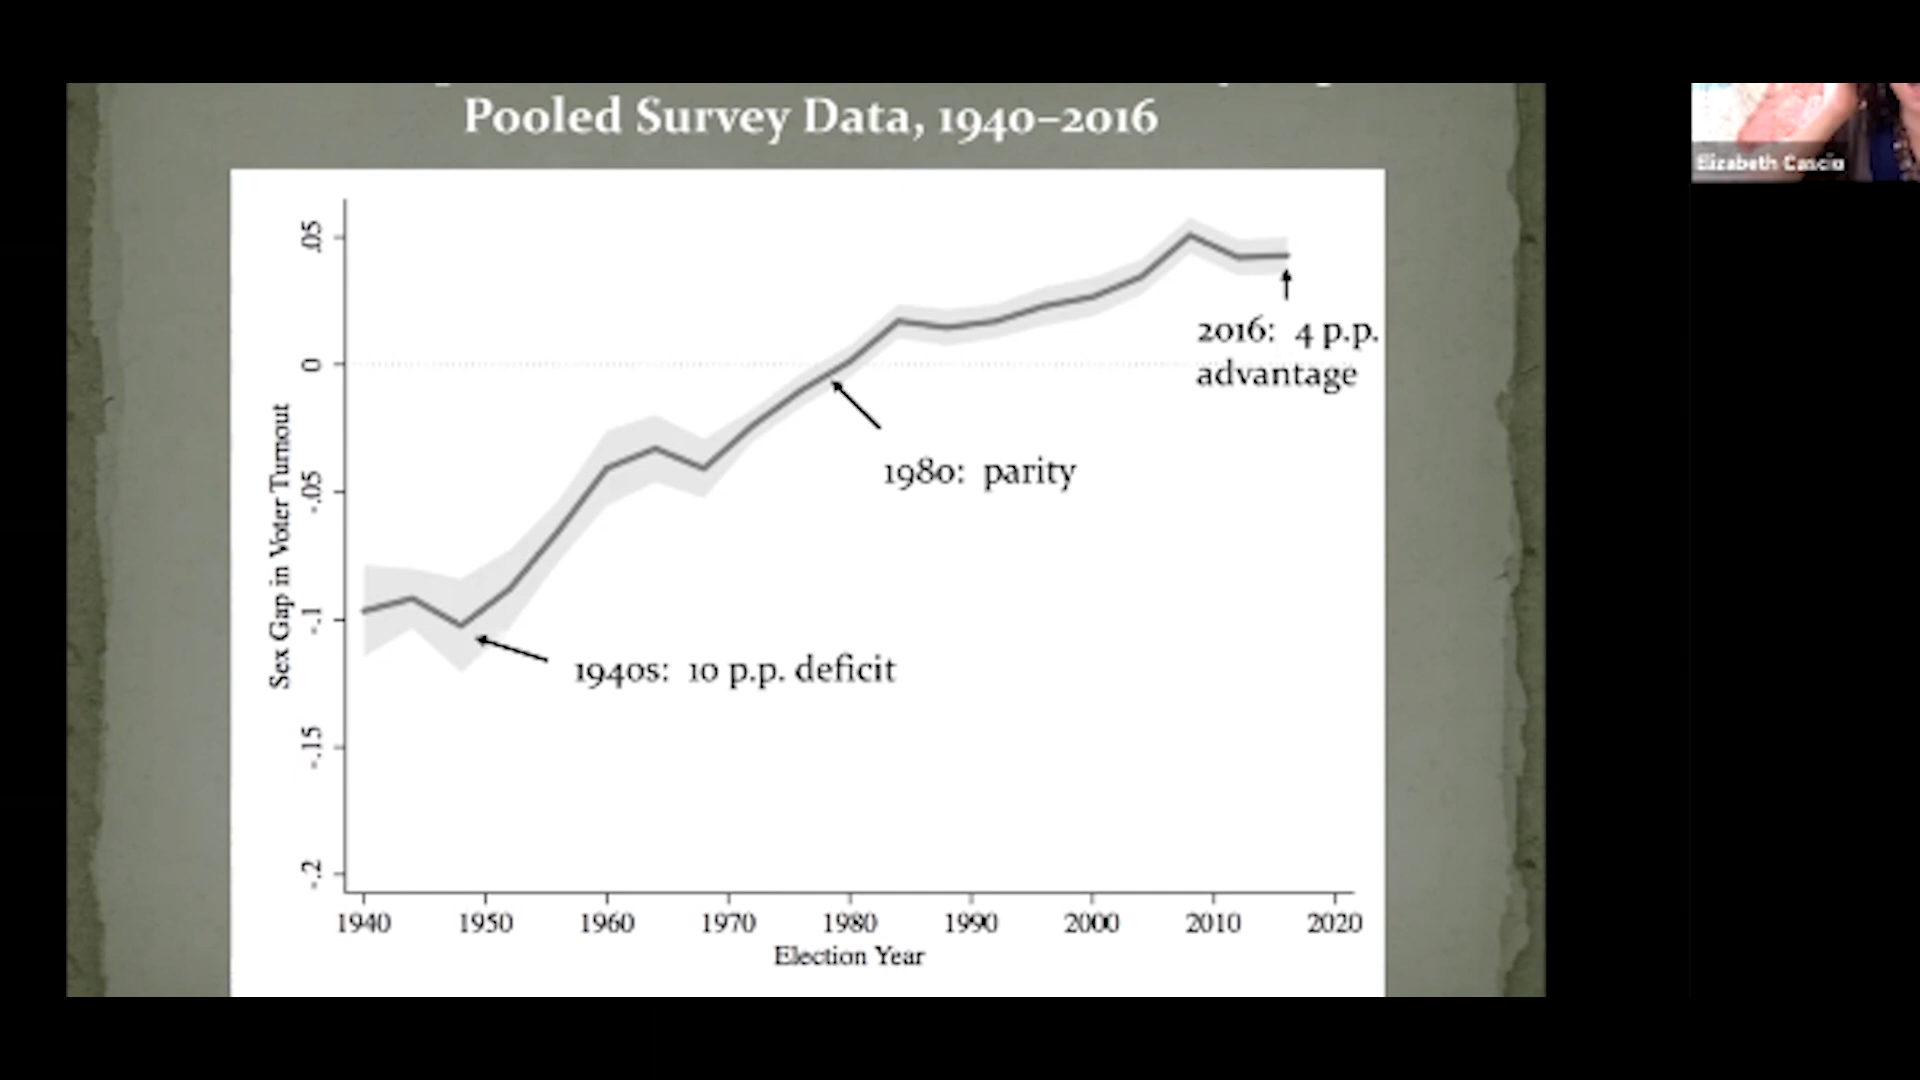 Pooled Survey Data, 1940–2016
Elizabeth Cascio
.05
0
-.05
-.1
-.15
-.2
Sex Gap in Voter Turnout
2016: 4 p.p.
advantage
1980: parity
1940s: 10 p.p. deficit
1940 1950 1960 1970 1980 1990 2000 2010 2020
Election Year